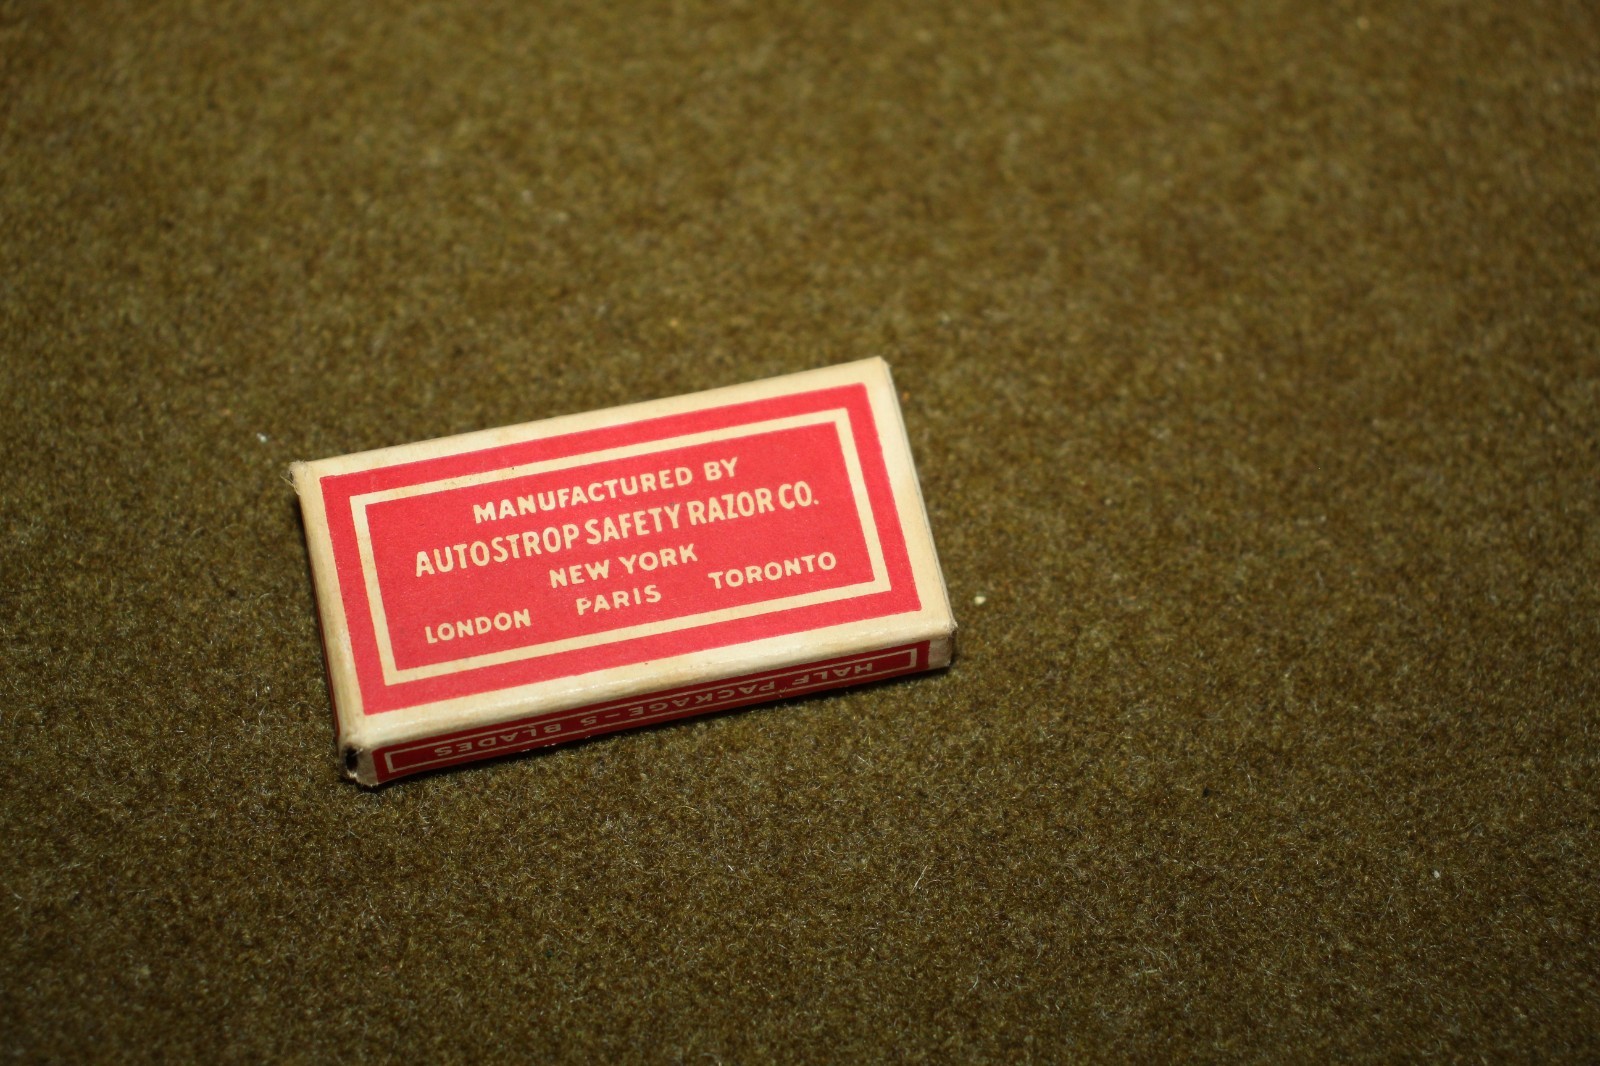 MANUFACTURED BY
AUTOSTROP SAFETY RAZOR CO.
NEW YORK
LONDON PARIS TORONTO
HALF PACKAGE-5 BLADES